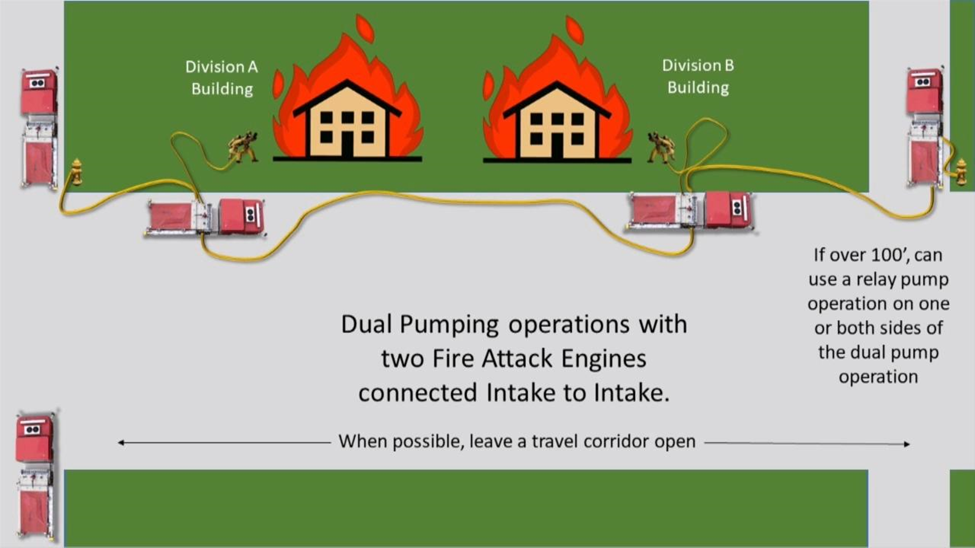 Division A
Building
Division B
Building
If over 100’, can
use a relay pump
operation on one
or both sides of
the dual pump
operation
Dual Pumping operations with
two Fire Attack Engines
connected Intake to Intake.
When possible, leave a travel corridor open